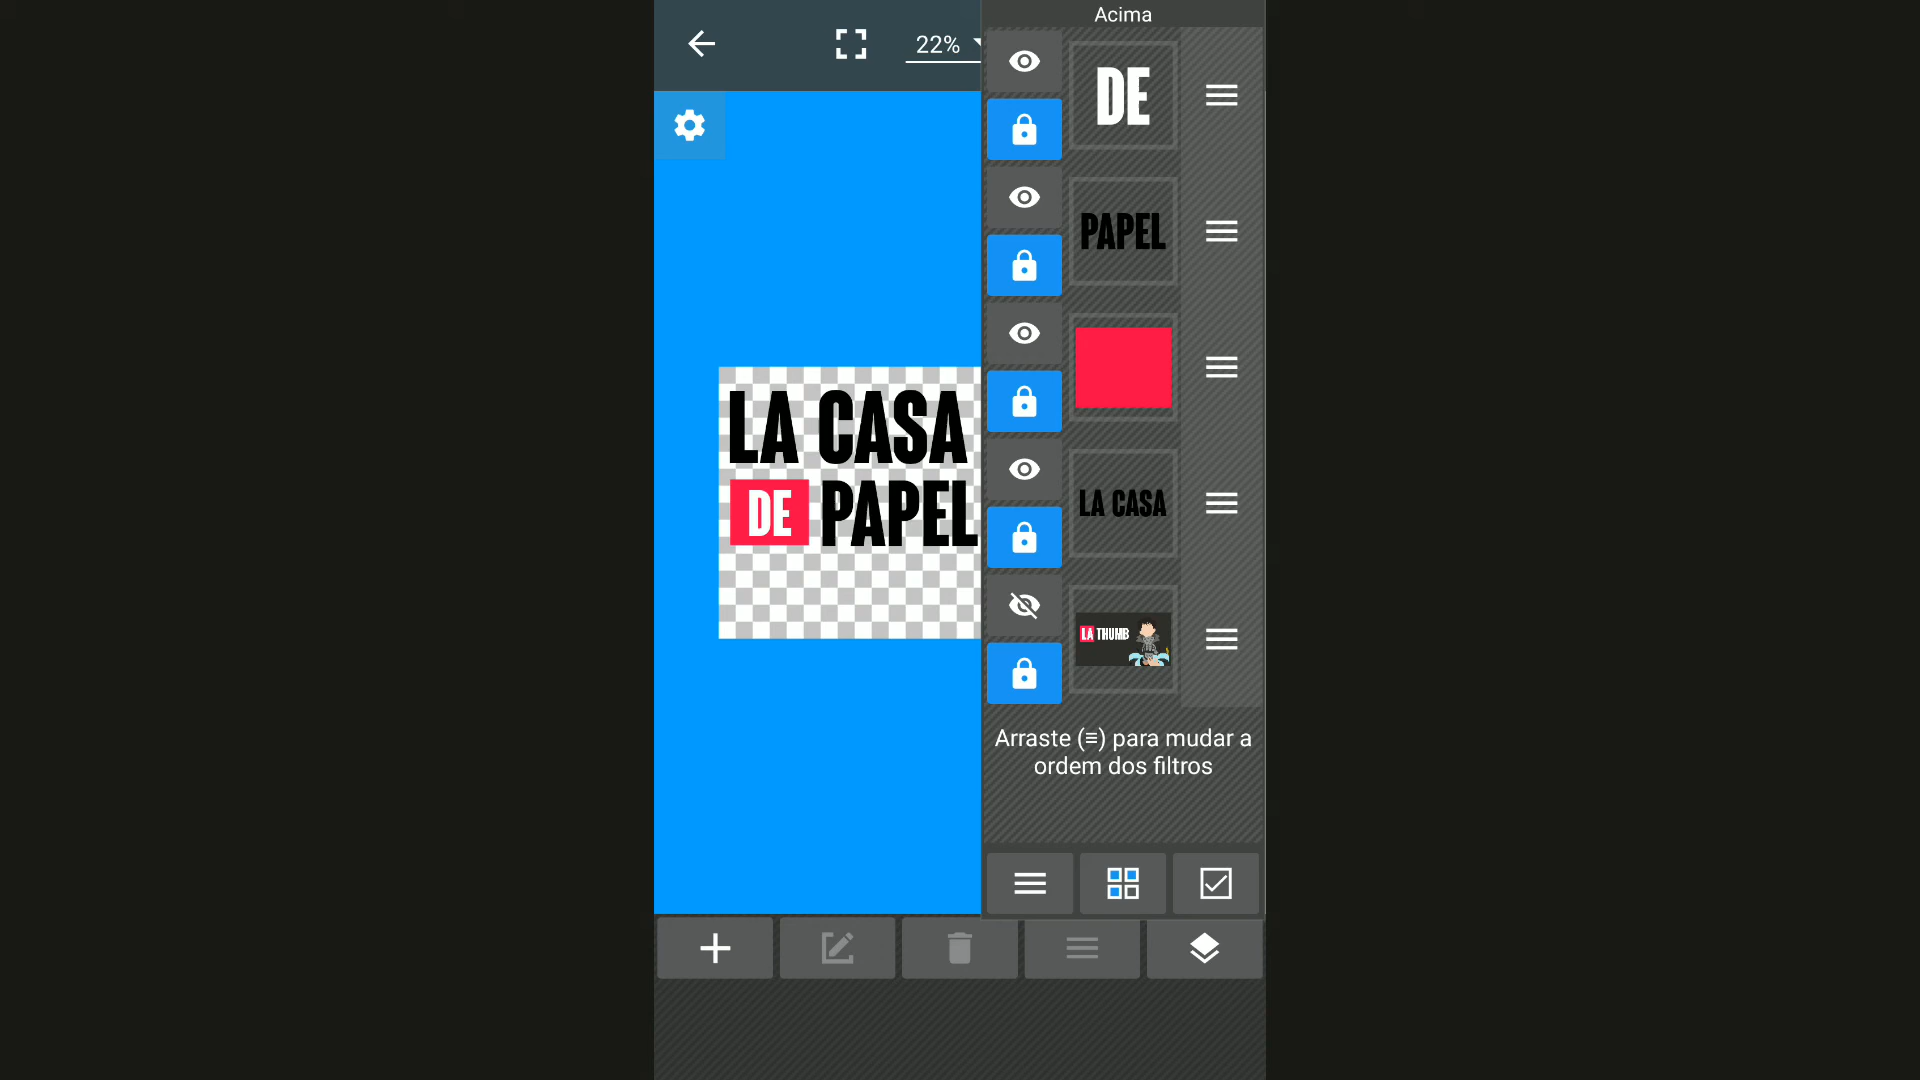 Acima
22%
DE
PAPEL
LA CASA
LA THUMB
LA CASA
DE PAPEL
Arraste (≡) para mudar a
ordem dos filtros